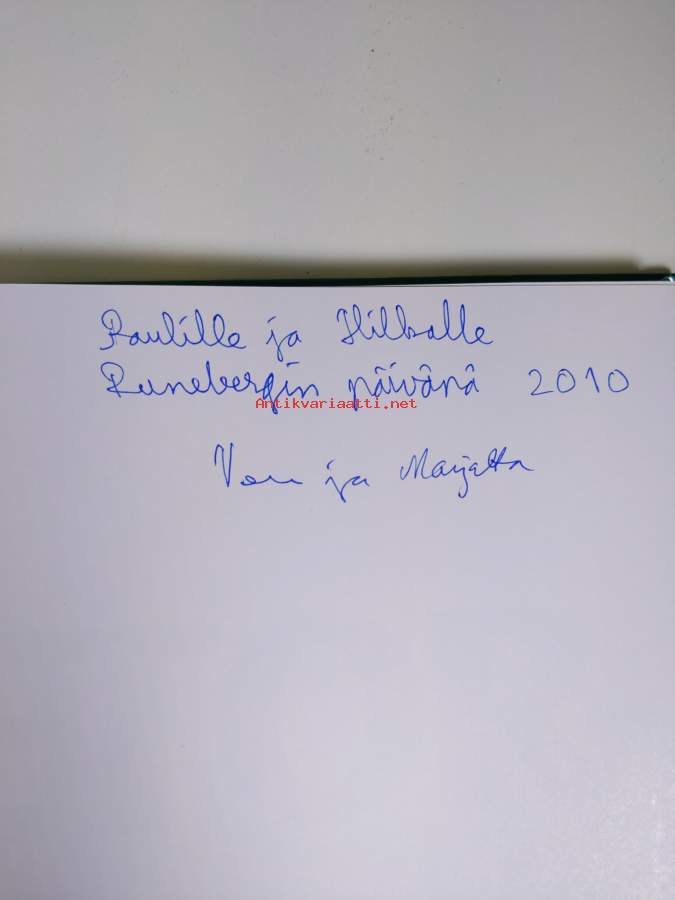 Paulille ja Hilkalle
Runebergin päivänä 2010
Antikvariaatti.net
ja Marjatta